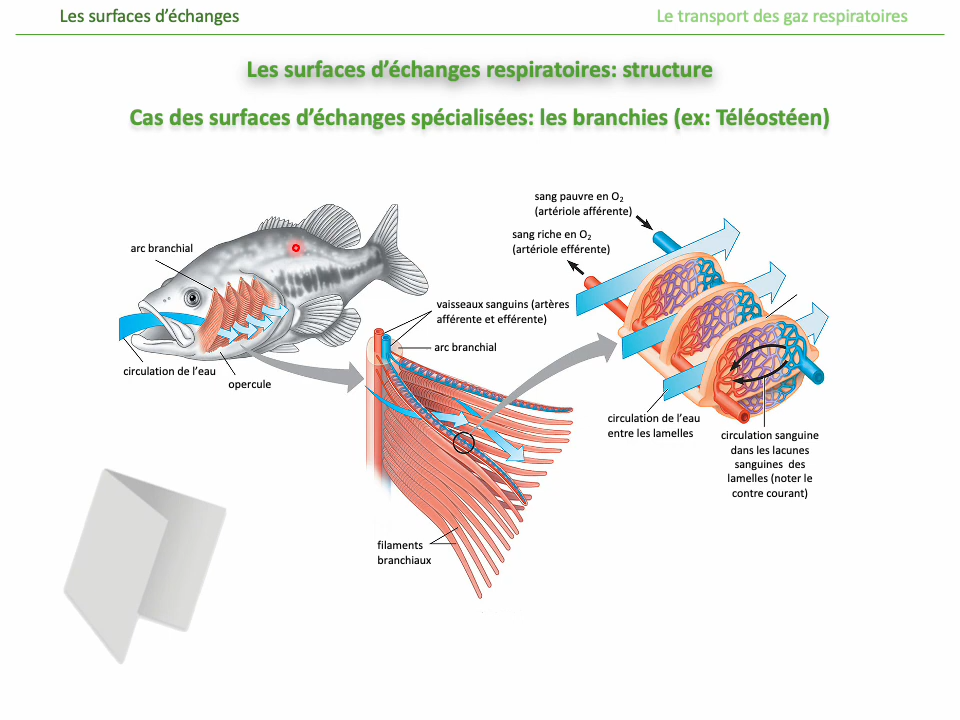 Les surfaces d’échanges
Le transport des gaz respiratoires
Les surfaces d’échanges respiratoires: structure
Cas des surfaces d’échanges spécialisées: les branchies (ex: Téléostéen)
sang pauvre en O₂
(artériole afférente)
sang riche en O₂
(artériole efférente)
arc branchial
vaisseaux sanguins (artères
afférente et efférente)
arc branchial
circulation de l’eau
opercule
circulation de l’eau
entre les lamelles
circulation sanguine
dans les lacunes
sanguines des
lamelles (noter le
contre courant)
filaments
branchiaux